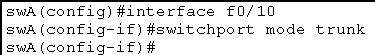 swA(config)#interface f0/10
swA(config-if)#switchport mode trunk
swA(config-if)#